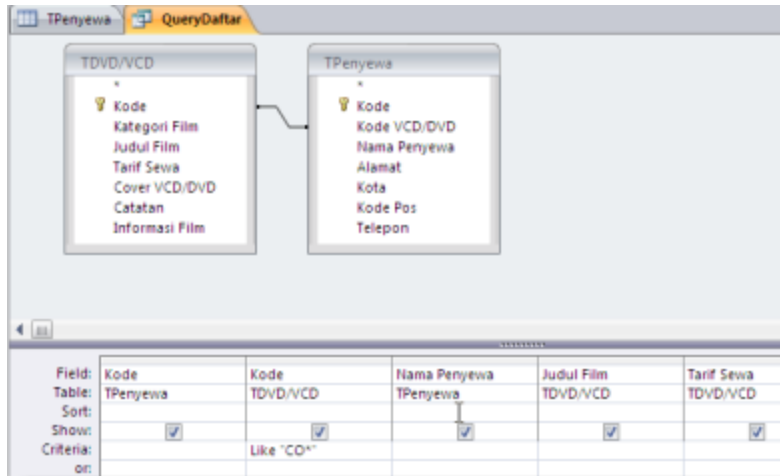 TPenyewa QueryDaftar
TDVD/VCD
*
Kode
Kategori Film
Judul Film
Tarif Sewa
Cover VCD/DVD
Catatan
Informasi Film
TPenyewa
*
Kode
Kode VCD/DVD
Nama Penyewa
Alamat
Kota
Kode Pos
Telepon
Field: Kode Kode Nama Penyewa Judul Film Tarif Sewa
Table: TPenyewa TDVD/VCD TPenyewa TDVD/VCD TDVD/VCD
Sort:
Show:
Criteria: Like "CO*"
or: